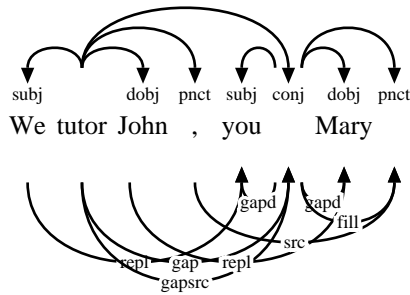 subj dobj pnct subj conj dobj pnct
We tutor John , you Mary
gapd gapd
fill
src
repl gap repl
gapsrc